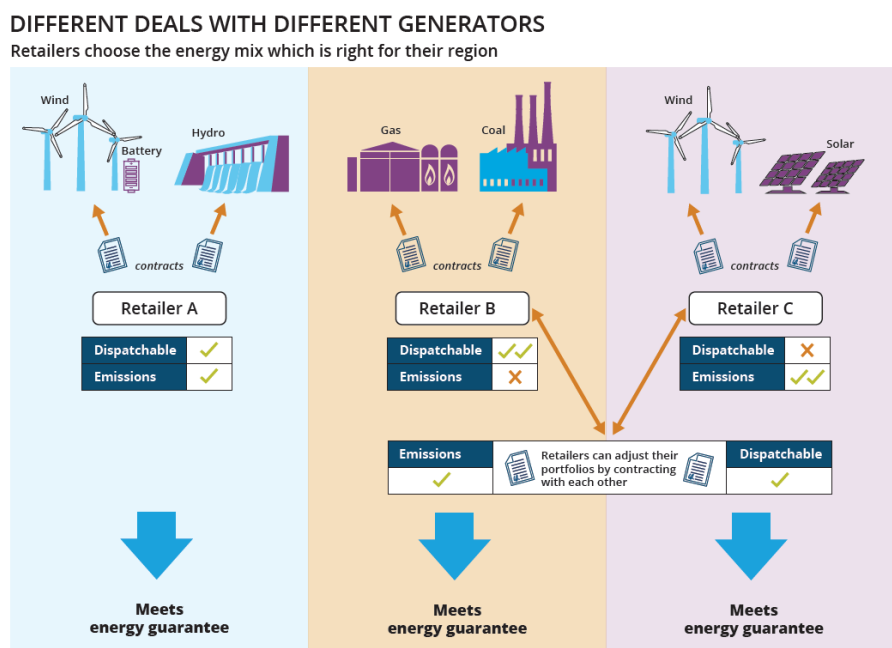 DIFFERENT DEALS WITH DIFFERENT GENERATORS
Retailers choose the energy mix which is right for their region
Wind
Battery
Hydro
contracts
Retailer A
Dispatchable
Emissions
Meets
energy guarantee
Gas
Coal
contracts
Retailer B
Dispatchable
Emissions
Wind
Solar
contracts
Retailer C
Dispatchable
Emissions
Emissions
Retailers can adjust their
portfolios by contracting
with each other
Dispatchable
Meets
energy guarantee
Meets
energy guarantee